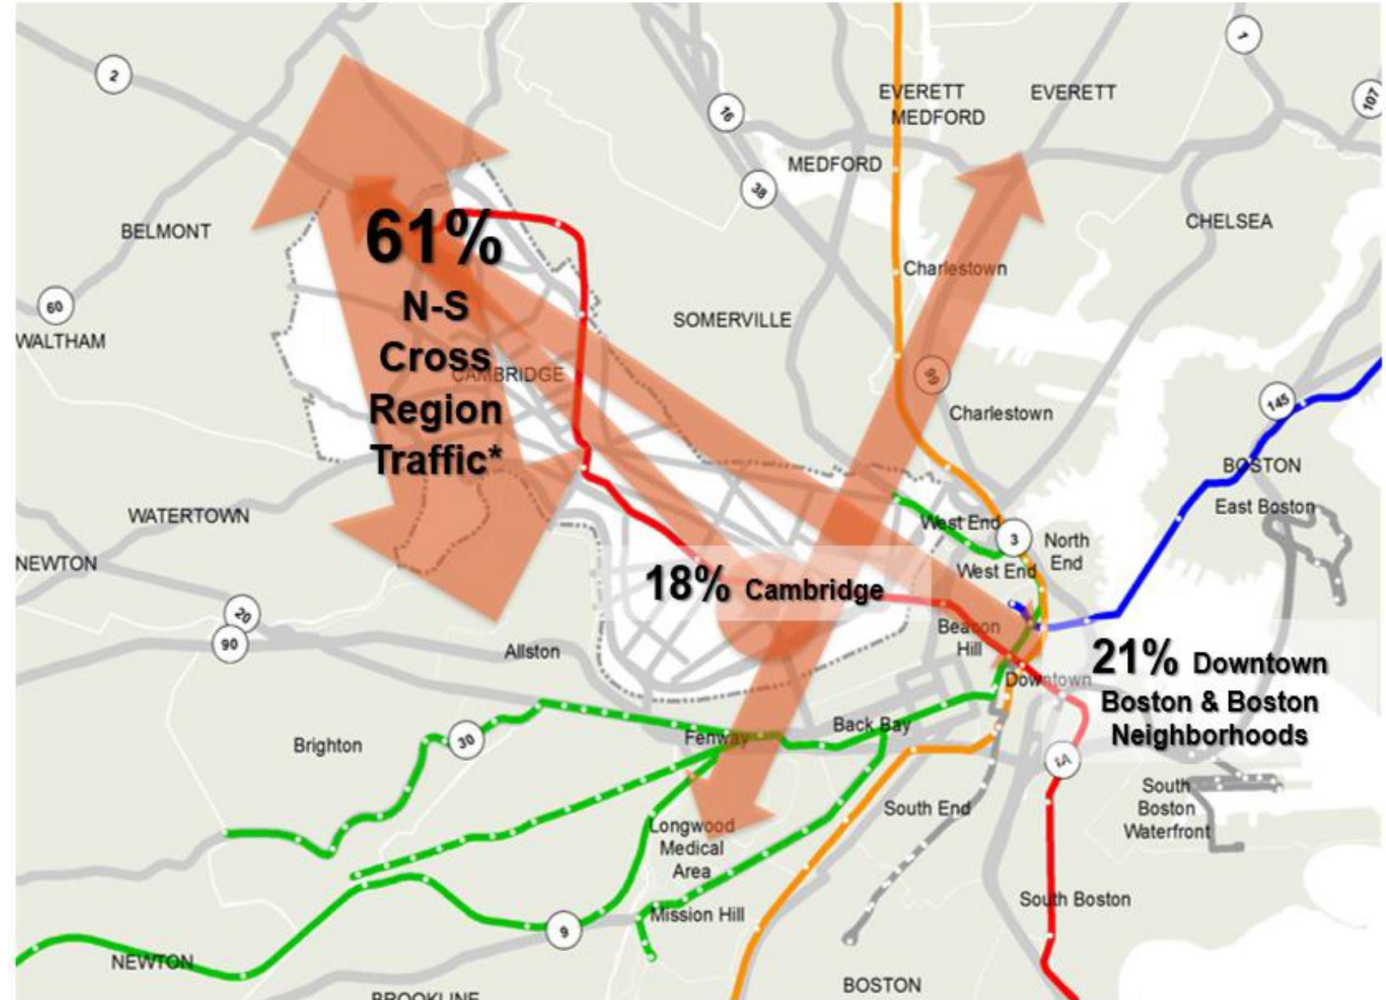 2
1
107
16
EVERETT
EVERETT
MEDFORD
MEDFORD
38
BELMONT
61%
CHELSEA
N-S
Charlestown
60
SOMERVILLE
WALTHAM
Cross
CAMBRIDGE
99
Region
145
Charlestown
Traffic*
BOSTON
East Boston
WATERTOWN
West End
3
North
End
NEWTON
West End
18% Cambridge
20
Beacon
Hill
90
Allston
21% Downtown
Downtown
Boston & Boston
Neighborhoods
Back Bay
30
Fenway
Brighton
1A
South
Boston
Waterfront
South End
Longwood
Medical
Area
South Boston
Mission Hill
9
NEWTON
BOSTON
BROOKLINE